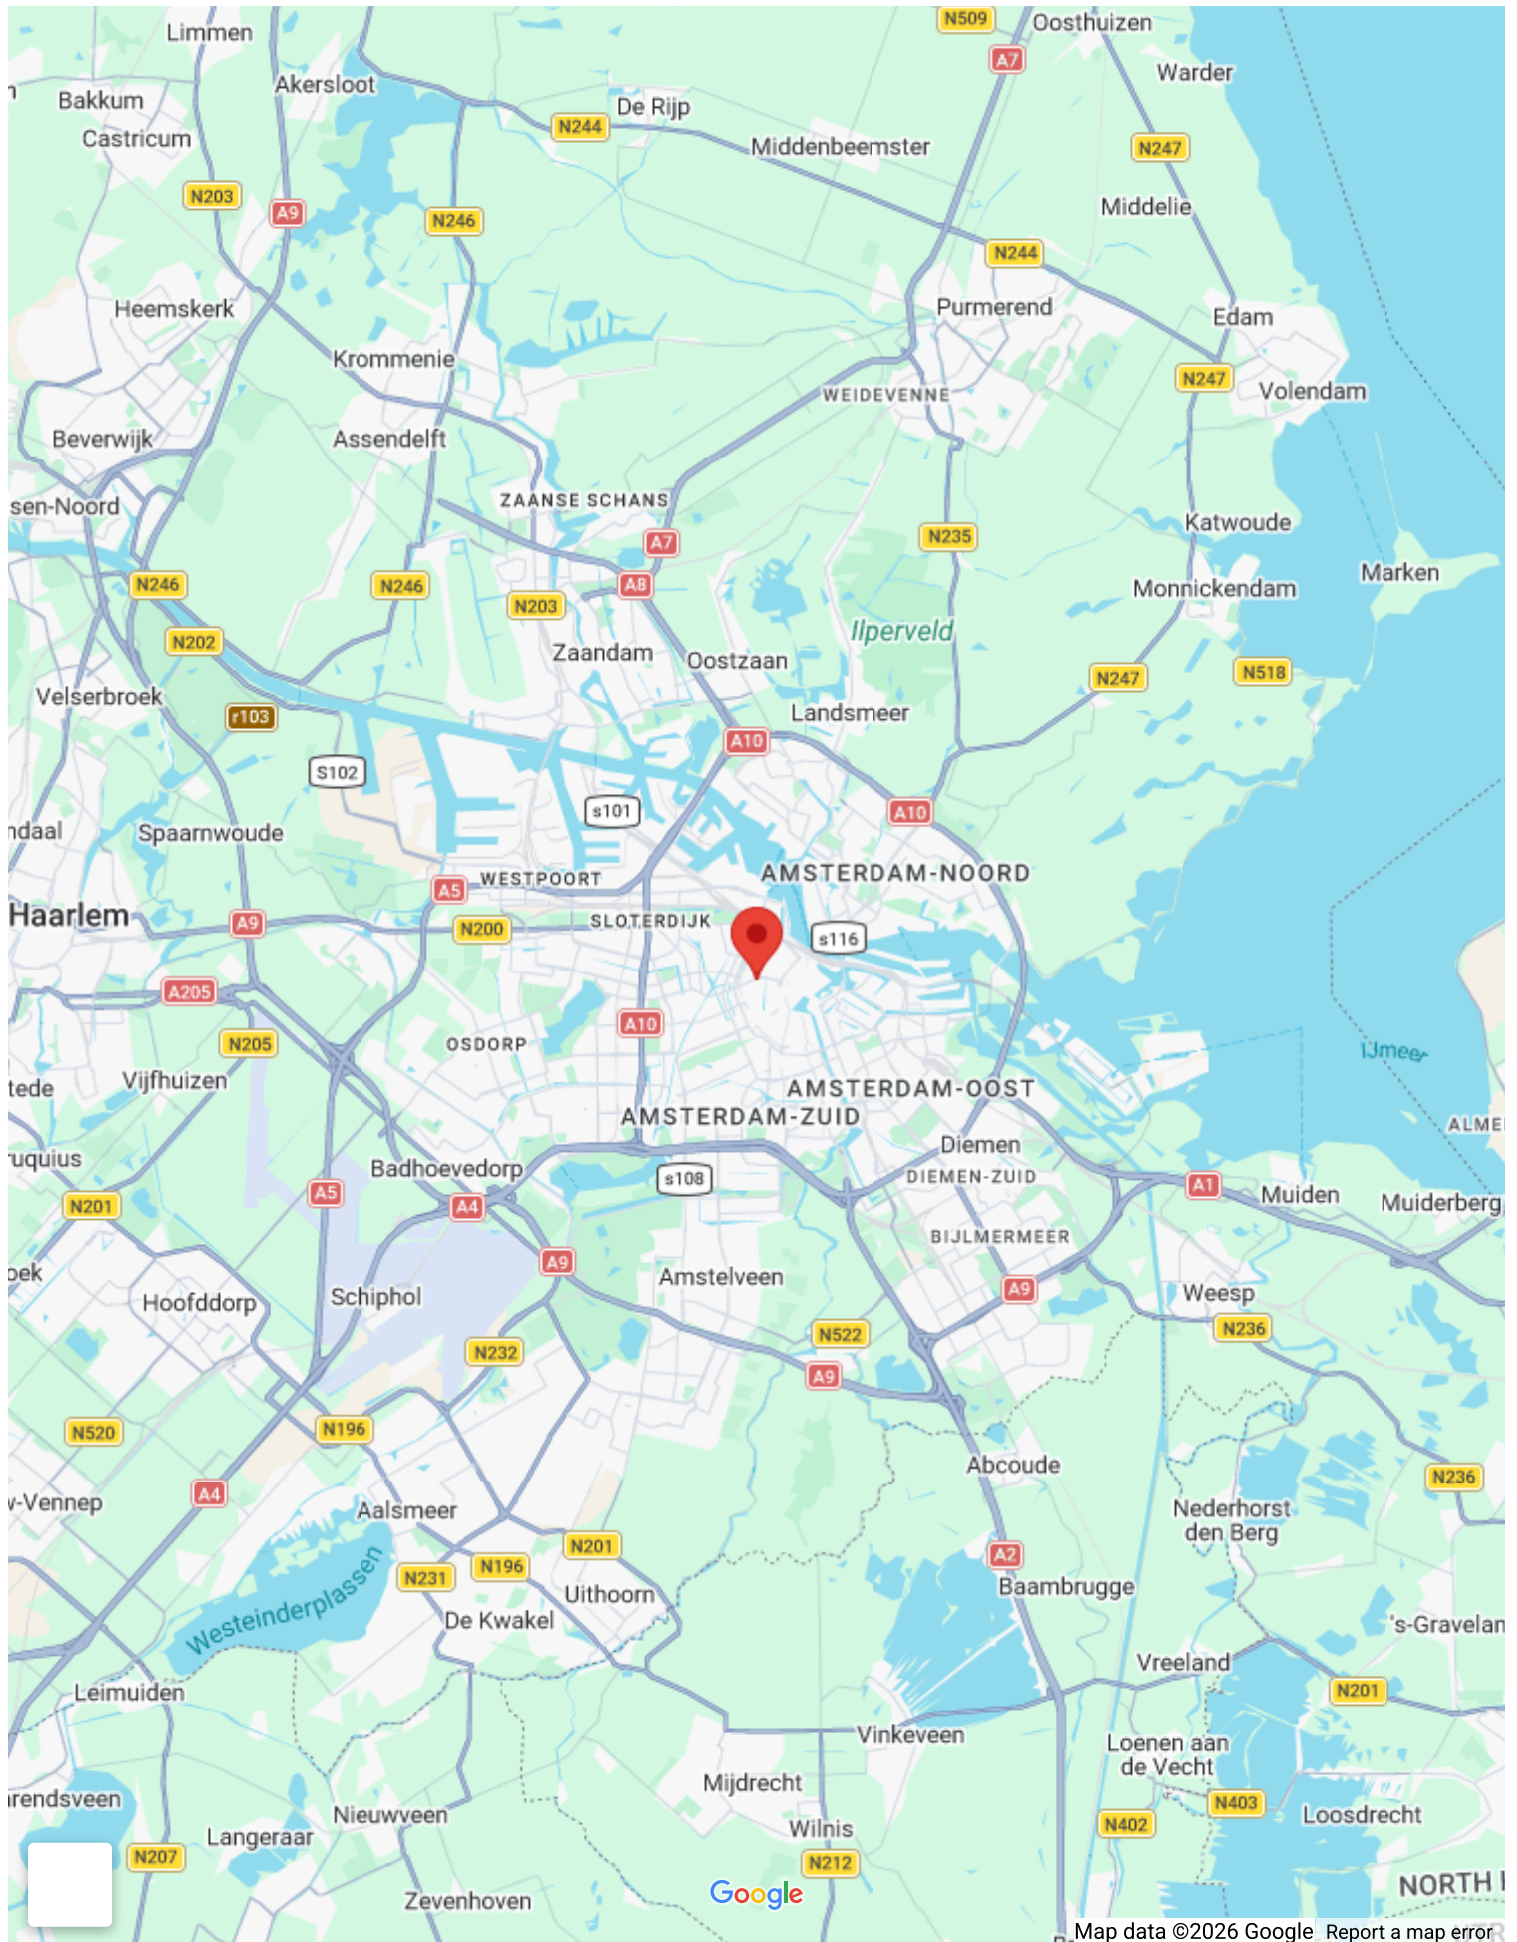 N509
Oosthuizen
Limmen
A7
Warder
Akersloot
Bakkum
De Rijp
Castricum
N244
Middenbeemster
N247
N203
A9
N246
Middelie
N244
Heemskerk
Purmerend
Edam
Krommenie
N247
WEIDEVENNE
Volendam
Beverwijk
Assendelft
ZAANSE SCHANS
sen-Noord
Katwoude
N235
A7
Marken
N246
N246
A8
Monnickendam
N203
Ilperveld
N202
Zaandam
Oostzaan
N518
N247
Velserbroek
Landsmeer
r103
A10
S102
s101
A10
ndaal
Spaarnwoude
AMSTERDAM-NOORD
WESTPOORT
A5
Haarlem
A9
N200
SLOTERDIJK
s116
A205
A10
N205
OSDORP
IJmeer
Vijfhuizen
tede
AMSTERDAM-OOST
AMSTERDAM-ZUID
ALME
Diemen
ruquius
Badhoevedorp
DIEMEN-ZUID
s108
A5
A1
Muiden
N201
A4
Muiderberg
BIJLMERMEER
A9
oek
Amstelveen
A9
Schiphol
Weesp
Hoofddorp
N236
N522
N232
A9
N196
N520
Abcoude
N236
A4
w-Vennep
Aalsmeer
Nederhorst
den Berg
N201
A2
N196
N231
Baambrugge
Uithoorn
Westeinderplassen
De Kwakel
's-Gravelan
Vreeland
Leimuiden
N201
Vinkeveen
Loenen aan
de Vecht
Mijdrecht
arendsveen
N403
Nieuwveen
Loosdrecht
N402
Wilnis
Langeraar
N207
N212
NORTH
Google
Zevenhoven
Map data ©2026 Google
Report a map error